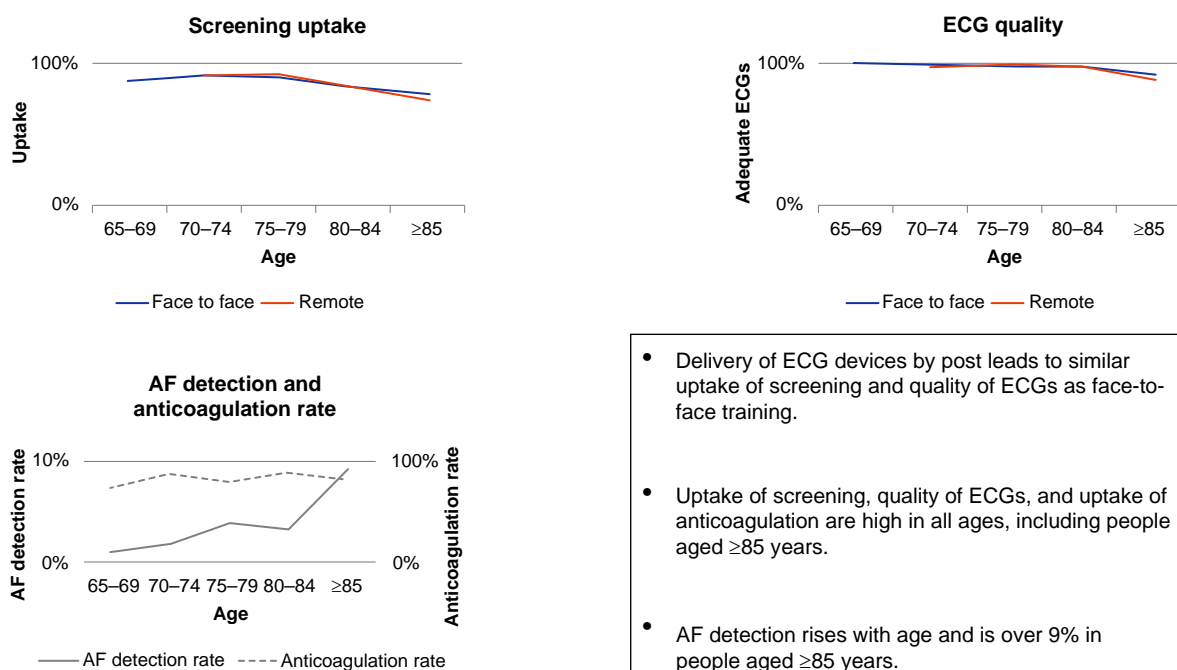 Screening uptake
100%
Uptake
0%
65–69 70–74 75–79 80–84 ≥85
Age
Face to face Remote
ECG quality
100%
Adequate ECGs
0%
65–69 70–74 75–79 80–84 ≥85
Age
Face to face Remote
AF detection and
anticoagulation rate
10%
100%
AF detection rate
Anticoagulation rate
0%
0%
65–69 70–74 75–79 80–84 ≥85
Age
AF detection rate Anticoagulation rate
• Delivery of ECG devices by post leads to similar
uptake of screening and quality of ECGs as face-to-
face training.
• Uptake of screening, quality of ECGs, and uptake of
anticoagulation are high in all ages, including people
aged ≥85 years.
• AF detection rises with age and is over 9% in
people aged ≥85 years.